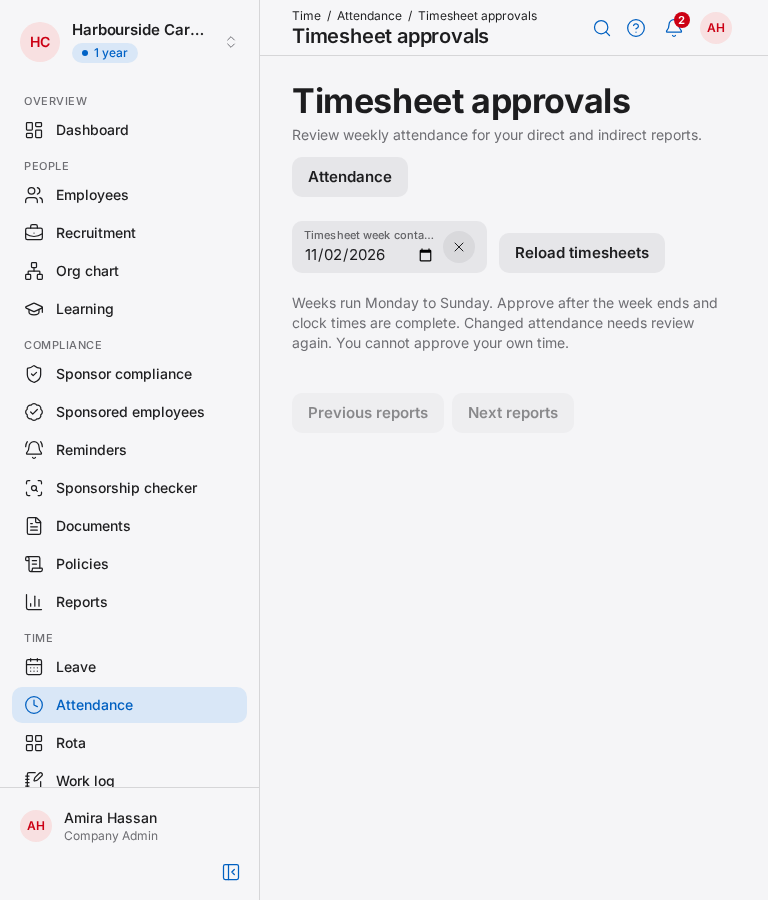 HC
Harbourside Car...
1 year
OVERVIEW
Dashboard
PEOPLE
Employees
Recruitment
Org chart
Learning
COMPLIANCE
Sponsor compliance
Sponsored employees
Reminders
Sponsorship checker
Documents
Policies
Reports
TIME
Leave
Attendance
Rota
Work log
AH
Amira Hassan
Company Admin
Time / Attendance / Timesheet approvals
Timesheet approvals
2
AH
Timesheet approvals
Review weekly attendance for your direct and indirect reports.
Attendance
Timesheet week conta...
11/02/2026
Reload timesheets
Weeks run Monday to Sunday. Approve after the week ends and
clock times are complete. Changed attendance needs review
again. You cannot approve your own time.
Previous reports
Next reports